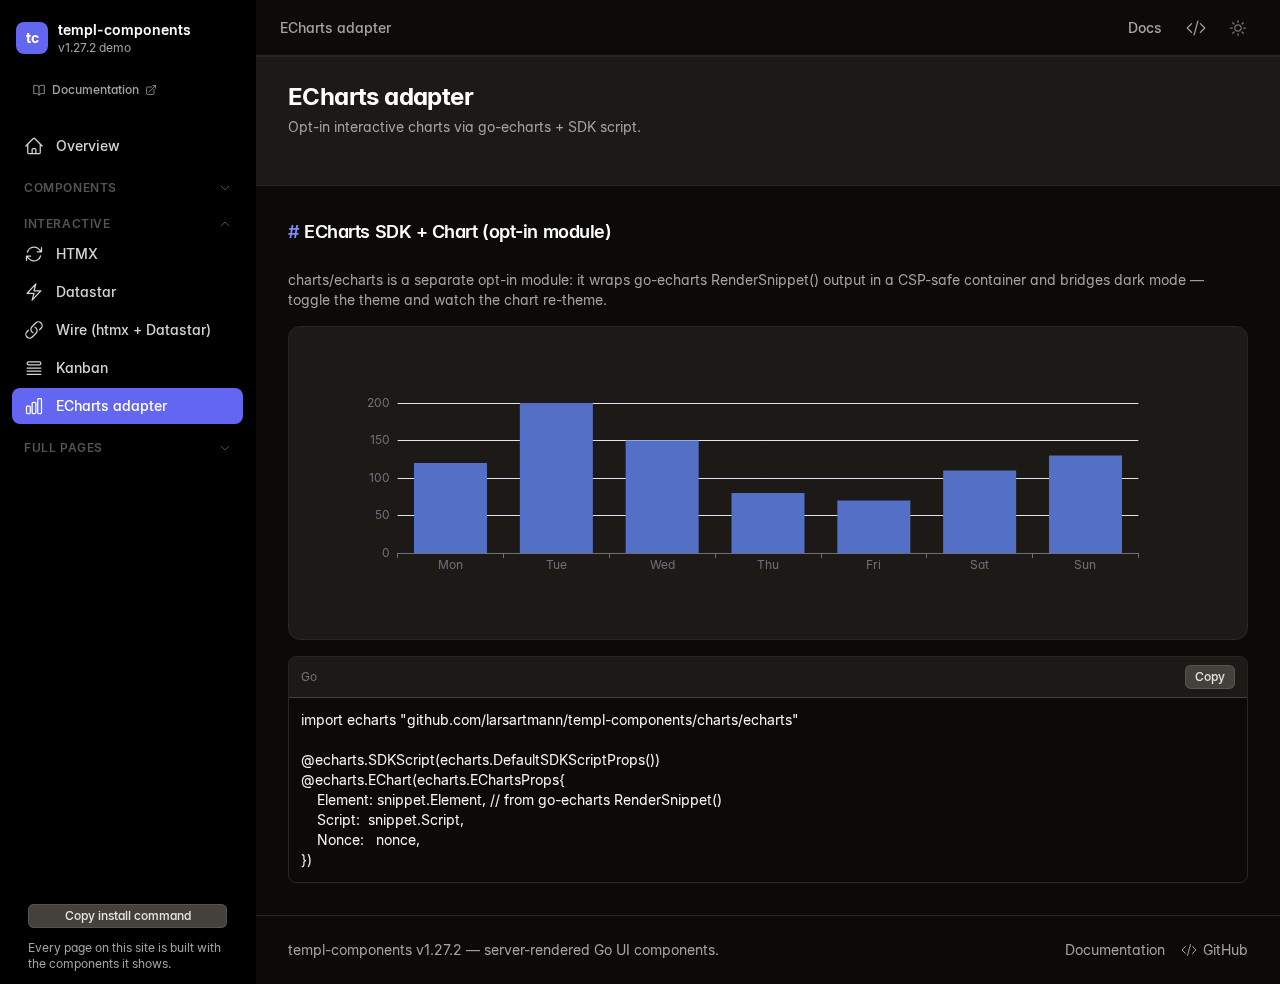 tc
templ-components
v1.27.2 demo
Documentation
Overview
COMPONENTS
INTERACTIVE
HTMX
Datastar
Wire (htmx + Datastar)
Kanban
ECharts adapter
FULL PAGES
Copy install command
Every page on this site is built with
the components it shows.
ECharts adapter
Docs
ECharts adapter
Opt-in interactive charts via go-echarts + SDK script.
# ECharts SDK + Chart (opt-in module)
charts/echarts is a separate opt-in module: it wraps go-echarts RenderSnippet() output in a CSP-safe container and bridges dark mode —
toggle the theme and watch the chart re-theme.
200
150
100
50
0
Mon Tue Wed Thu Fri Sat Sun
Go
Copy
import echarts "github.com/larsartmann/templ-components/charts/echarts"
@echarts.SDKScript(echarts.DefaultSDKScriptProps())
@echarts.EChart(echarts.EChartsProps{
    Element: snippet.Element, // from go-echarts RenderSnippet()
    Script:  snippet.Script,
    Nonce:   nonce,
})
templ-components v1.27.2 — server-rendered Go UI components.
Documentation
GitHub